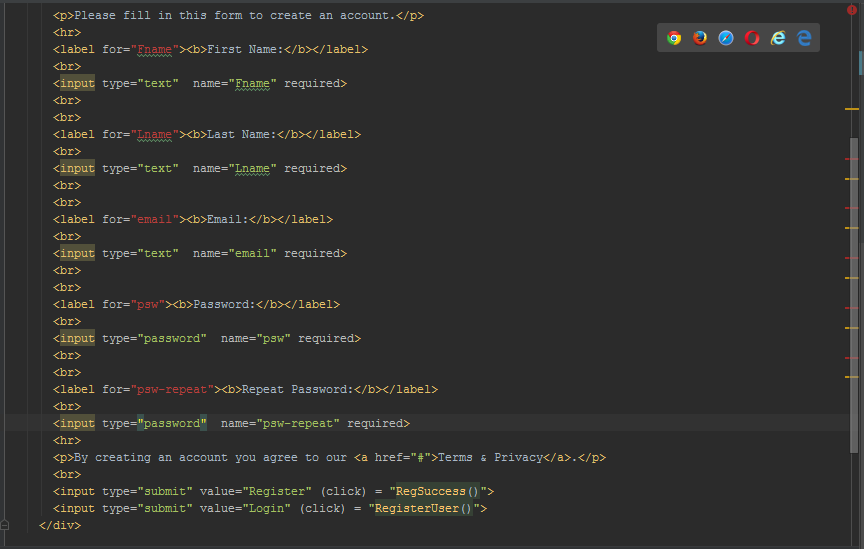 <p>Please fill in this form to create an account.</p>
<hr>
<label for="Fname"><b>First Name:</b></label>
<br>
<input type="text"  name="Fname" required>
<br>
<br>
<label for="Lname"><b>Last Name:</b></label>
<br>
<input type="text"  name="Lname" required>
<br>
<br>
<label for="email"><b>Email:</b></label>
<br>
<input type="text"  name="email" required>
<br>
<br>
<label for="psw"><b>Password:</b></label>
<br>
<input type="password"  name="psw" required>
<br>
<br>
<label for="psw-repeat"><b>Repeat Password:</b></label>
<br>
<input type="password"  name="psw-repeat" required>
<hr>
<p>By creating an account you agree to our <a href="#">Terms & Privacy</a>.</p>
<br>
<input type="submit" value="Register" (click) = "RegSuccess()">
<input type="submit" value="Login" (click) = "RegisterUser()">
</div>